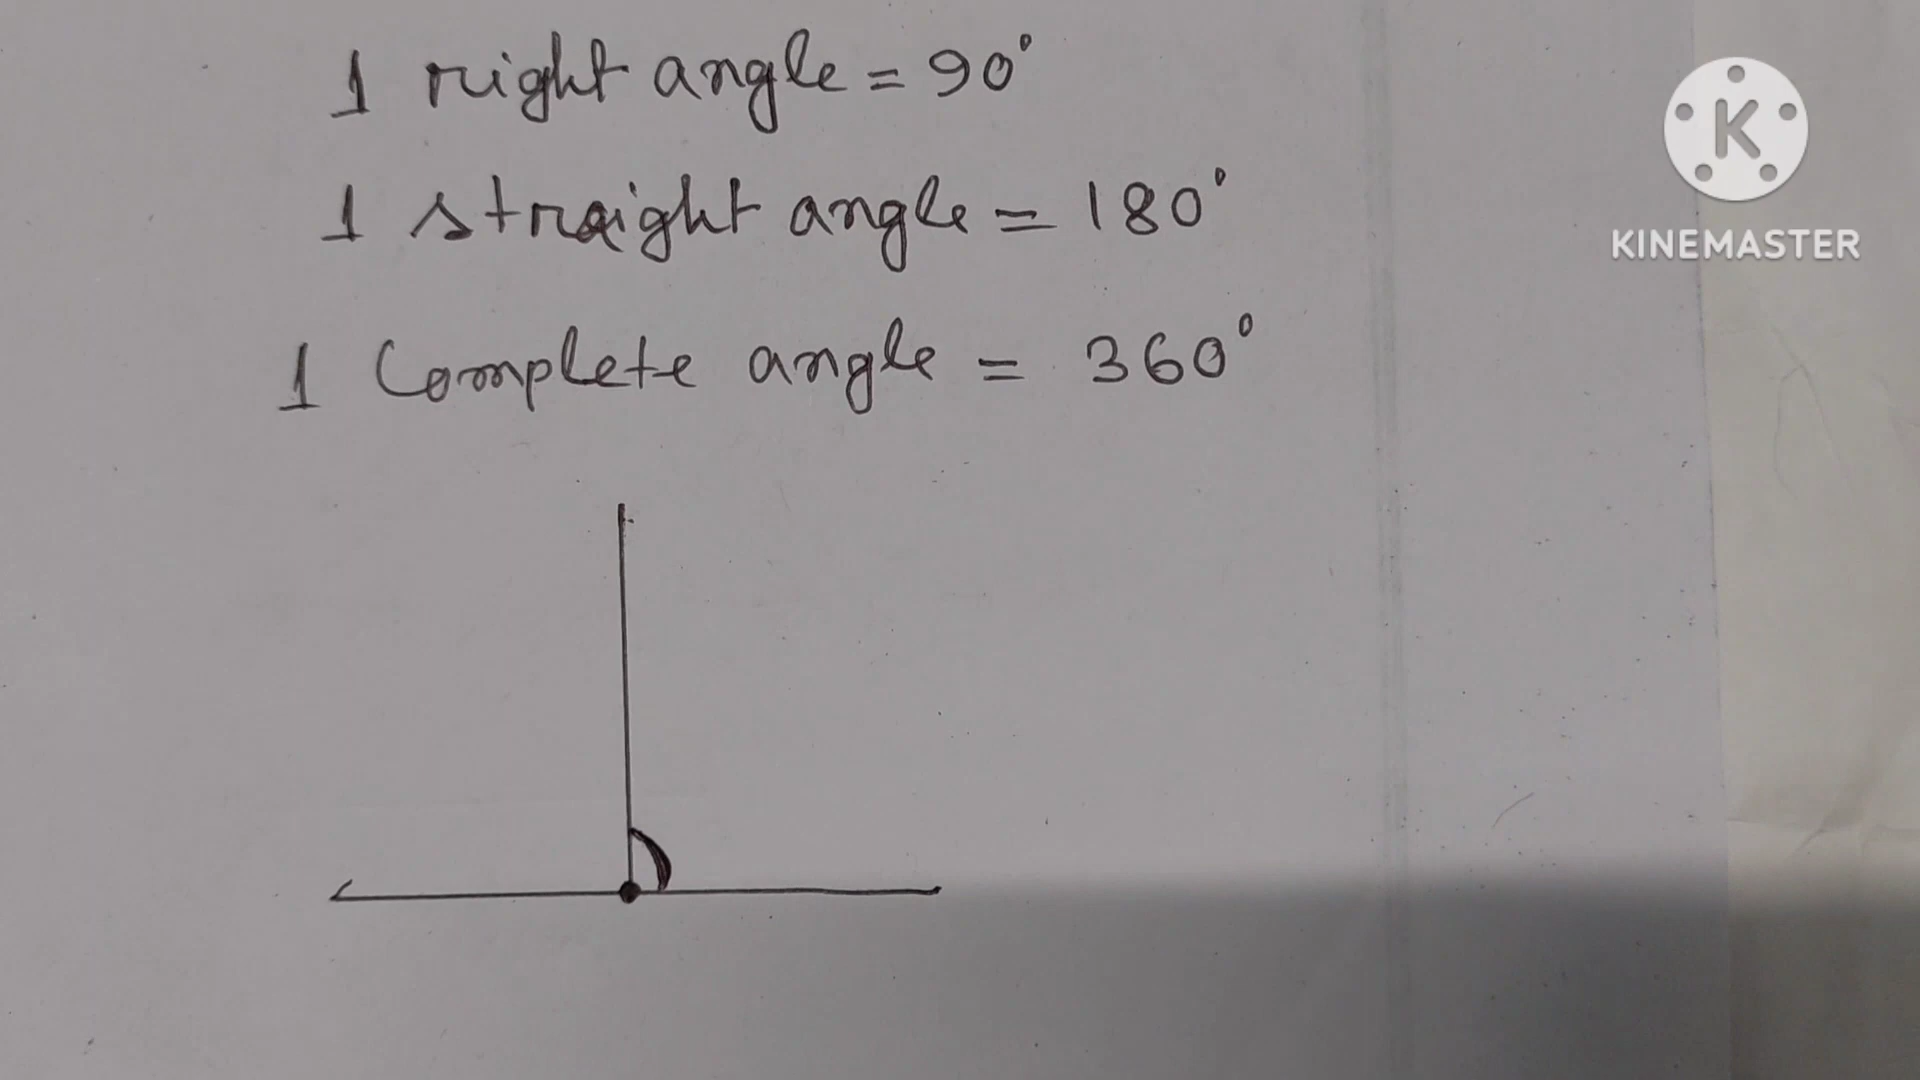 1 right angle = 90°
1 straight angle = 180°
1 Complete angle = 360°
K
KINEMASTER